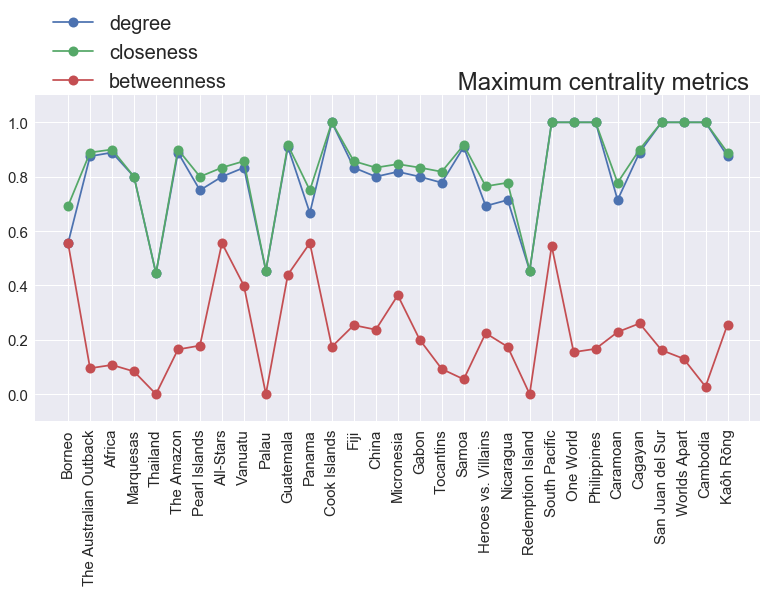 degree
closeness
betweenness
Maximum centrality metrics
1.0
0.8
0.6
0.4
0.2
0.0
Borneo
The Australian Outback
Africa
Marquesas
Thailand
The Amazon
Pearl Islands
All-Stars
Vanuatu
Palau
Guatemala
Panama
Cook Islands
Fiji
China
Micronesia
Gabon
Tocantins
Samoa
Heroes vs. Villains
Nicaragua
Redemption Island
South Pacific
One World
Philippines
Caramoan
Cagayan
San Juan del Sur
Worlds Apart
Cambodia
Kaôh Rōng